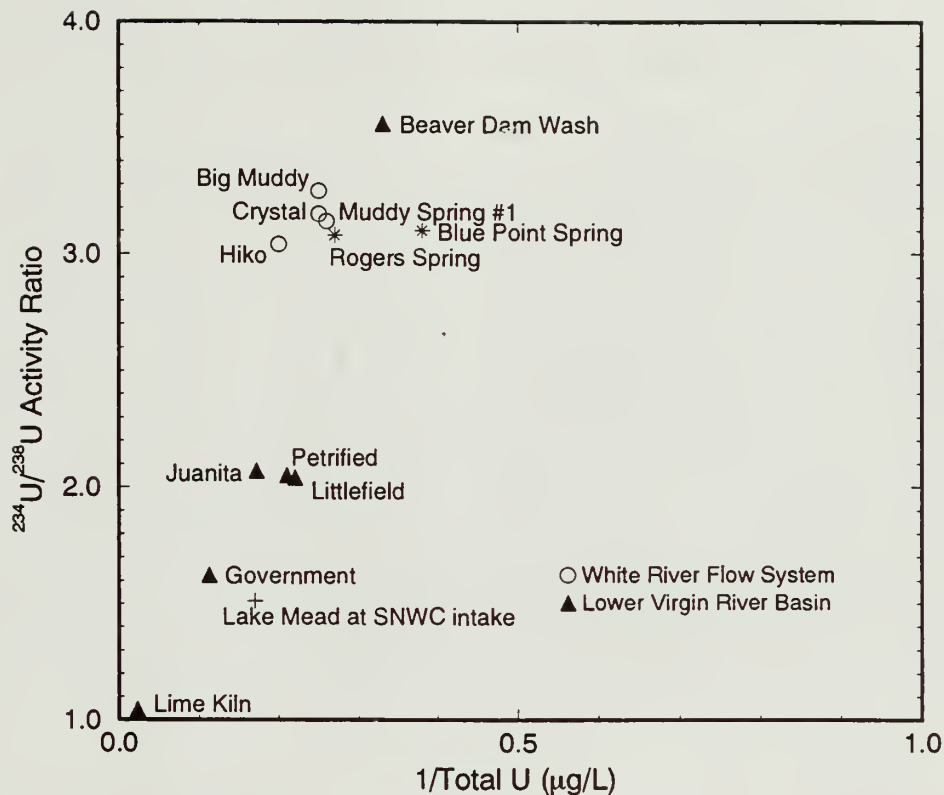 4.0
3.0
2.0
1.0
²³⁴U/²³⁸U Activity Ratio
Beaver Dam Wash
Big Muddy
Crystal
Muddy Spring #1
Blue Point Spring
Hiko
Rogers Spring
Petrified
Juanita
Littlefield
Government
White River Flow System
Lake Mead at SNWC intake
Lower Virgin River Basin
Lime Kiln
0.0
0.5
1.0
1/Total U (μg/L)